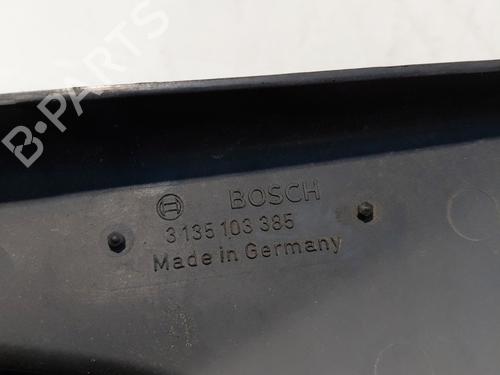 B-PARTS
BOSCH
3 135 103 385
Made in Germany